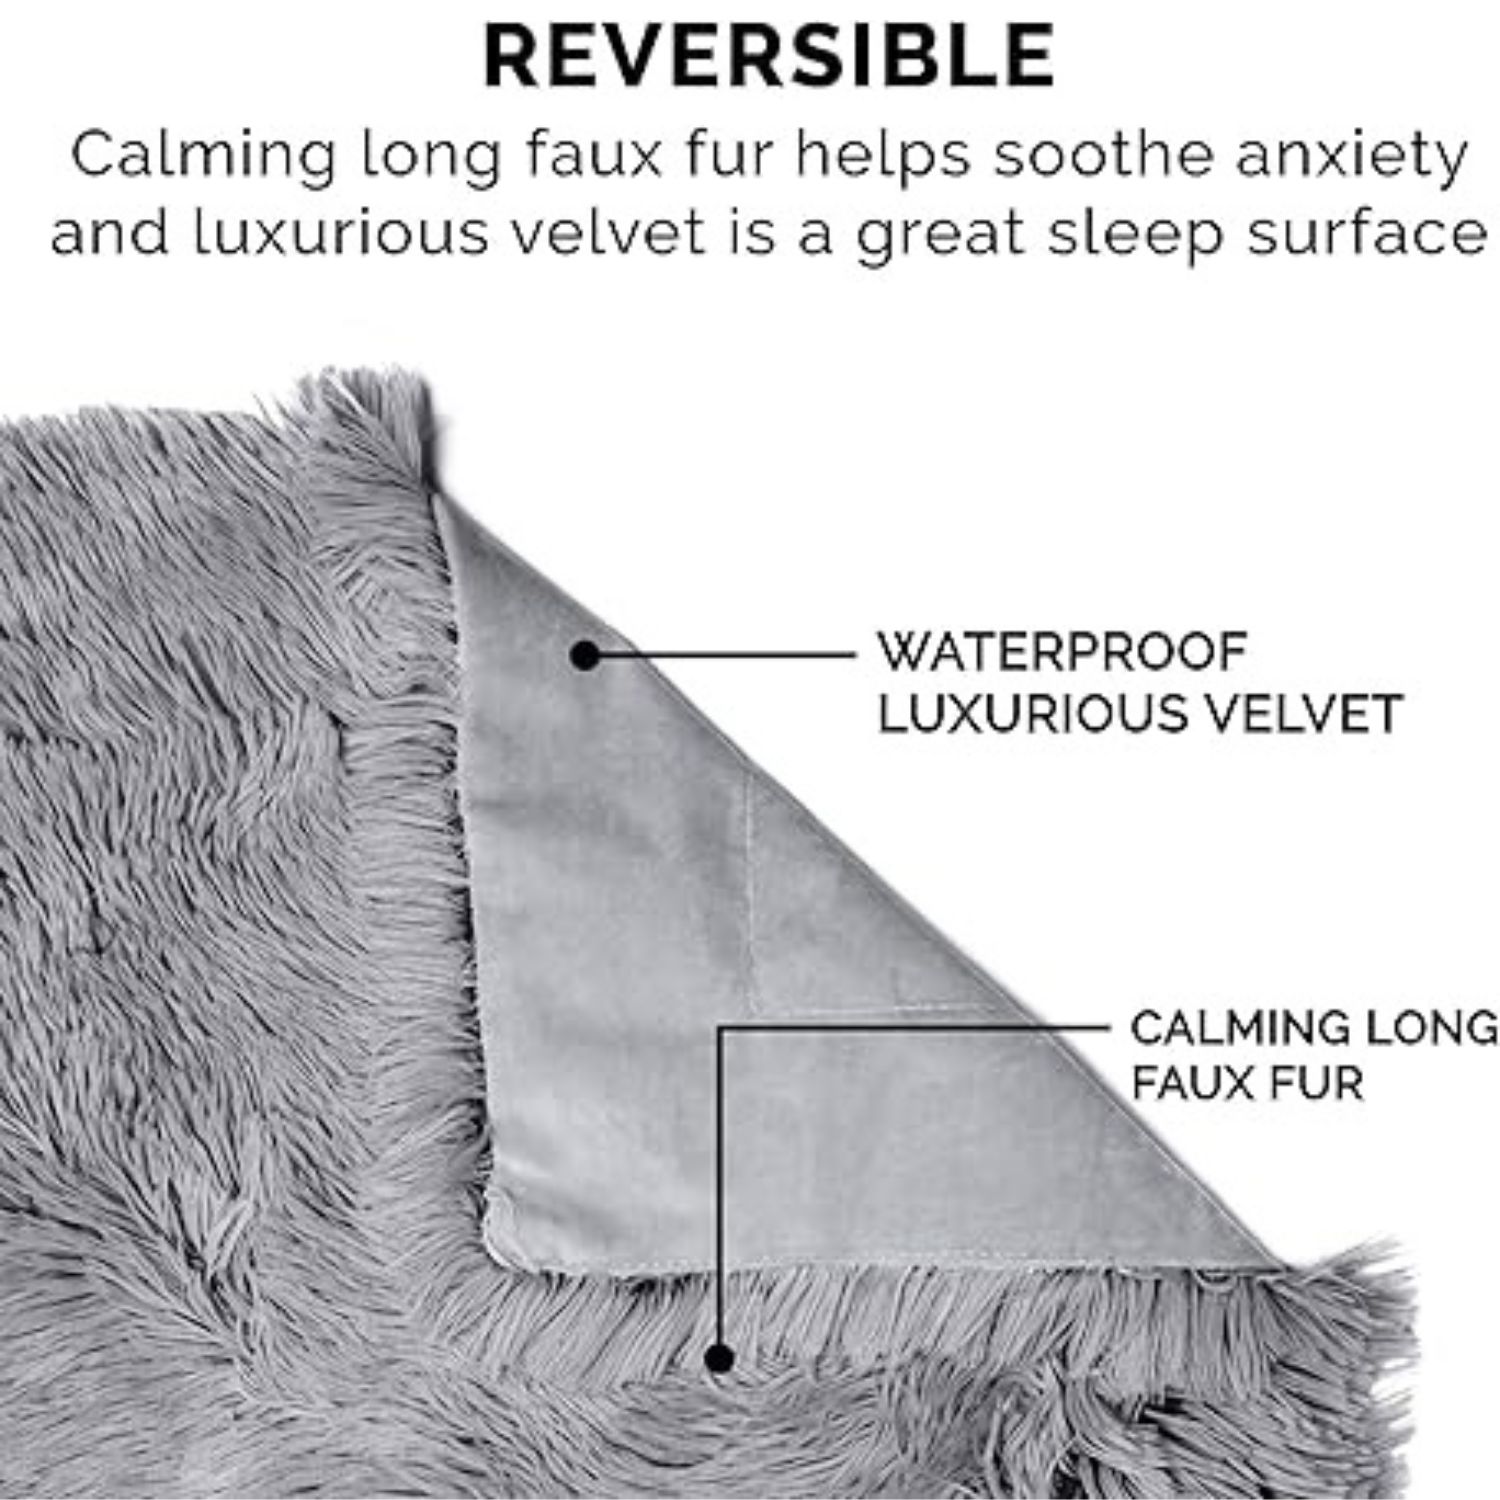 REVERSIBLE
Calming long faux fur helps soothe anxiety
and luxurious velvet is a great sleep surface
WATERPROOF
LUXURIOUS VELVET
CALMING LONG
FAUX FUR